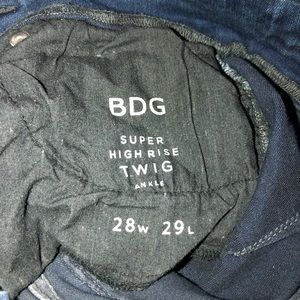 BDG
SUPER
HIGH RISE
TWIG
ANKLE
28W 29L